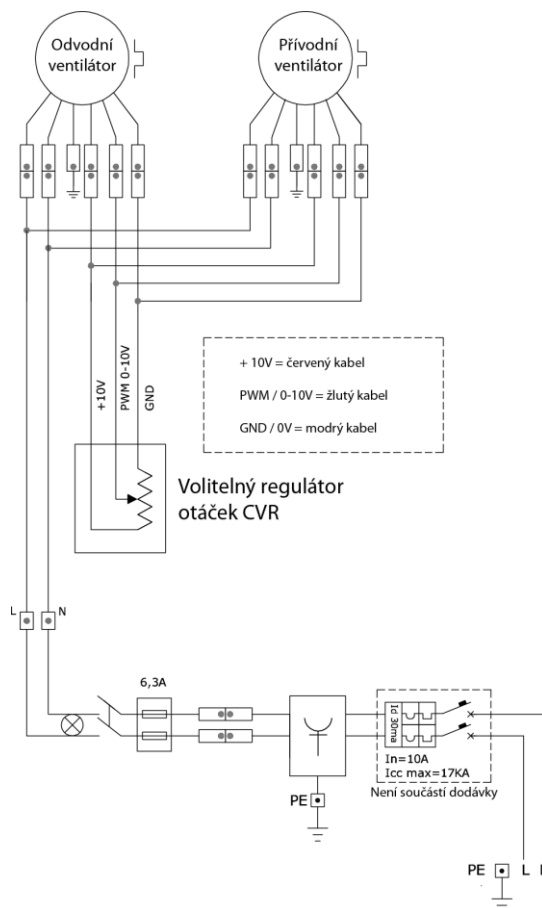 Odvodní
ventilátor
Přívodní
ventilátor
+10V
PWM 0-10V
GND
+ 10V = červený kabel
PWM / 0-10V = žlutý kabel
GND / 0V = modrý kabel
Volitelný regulátor
otáček CVR
L
N
6,3A
Id 30ma
In=10A
Icc max=17KA
Není součástí dodávky
PE
PE
L